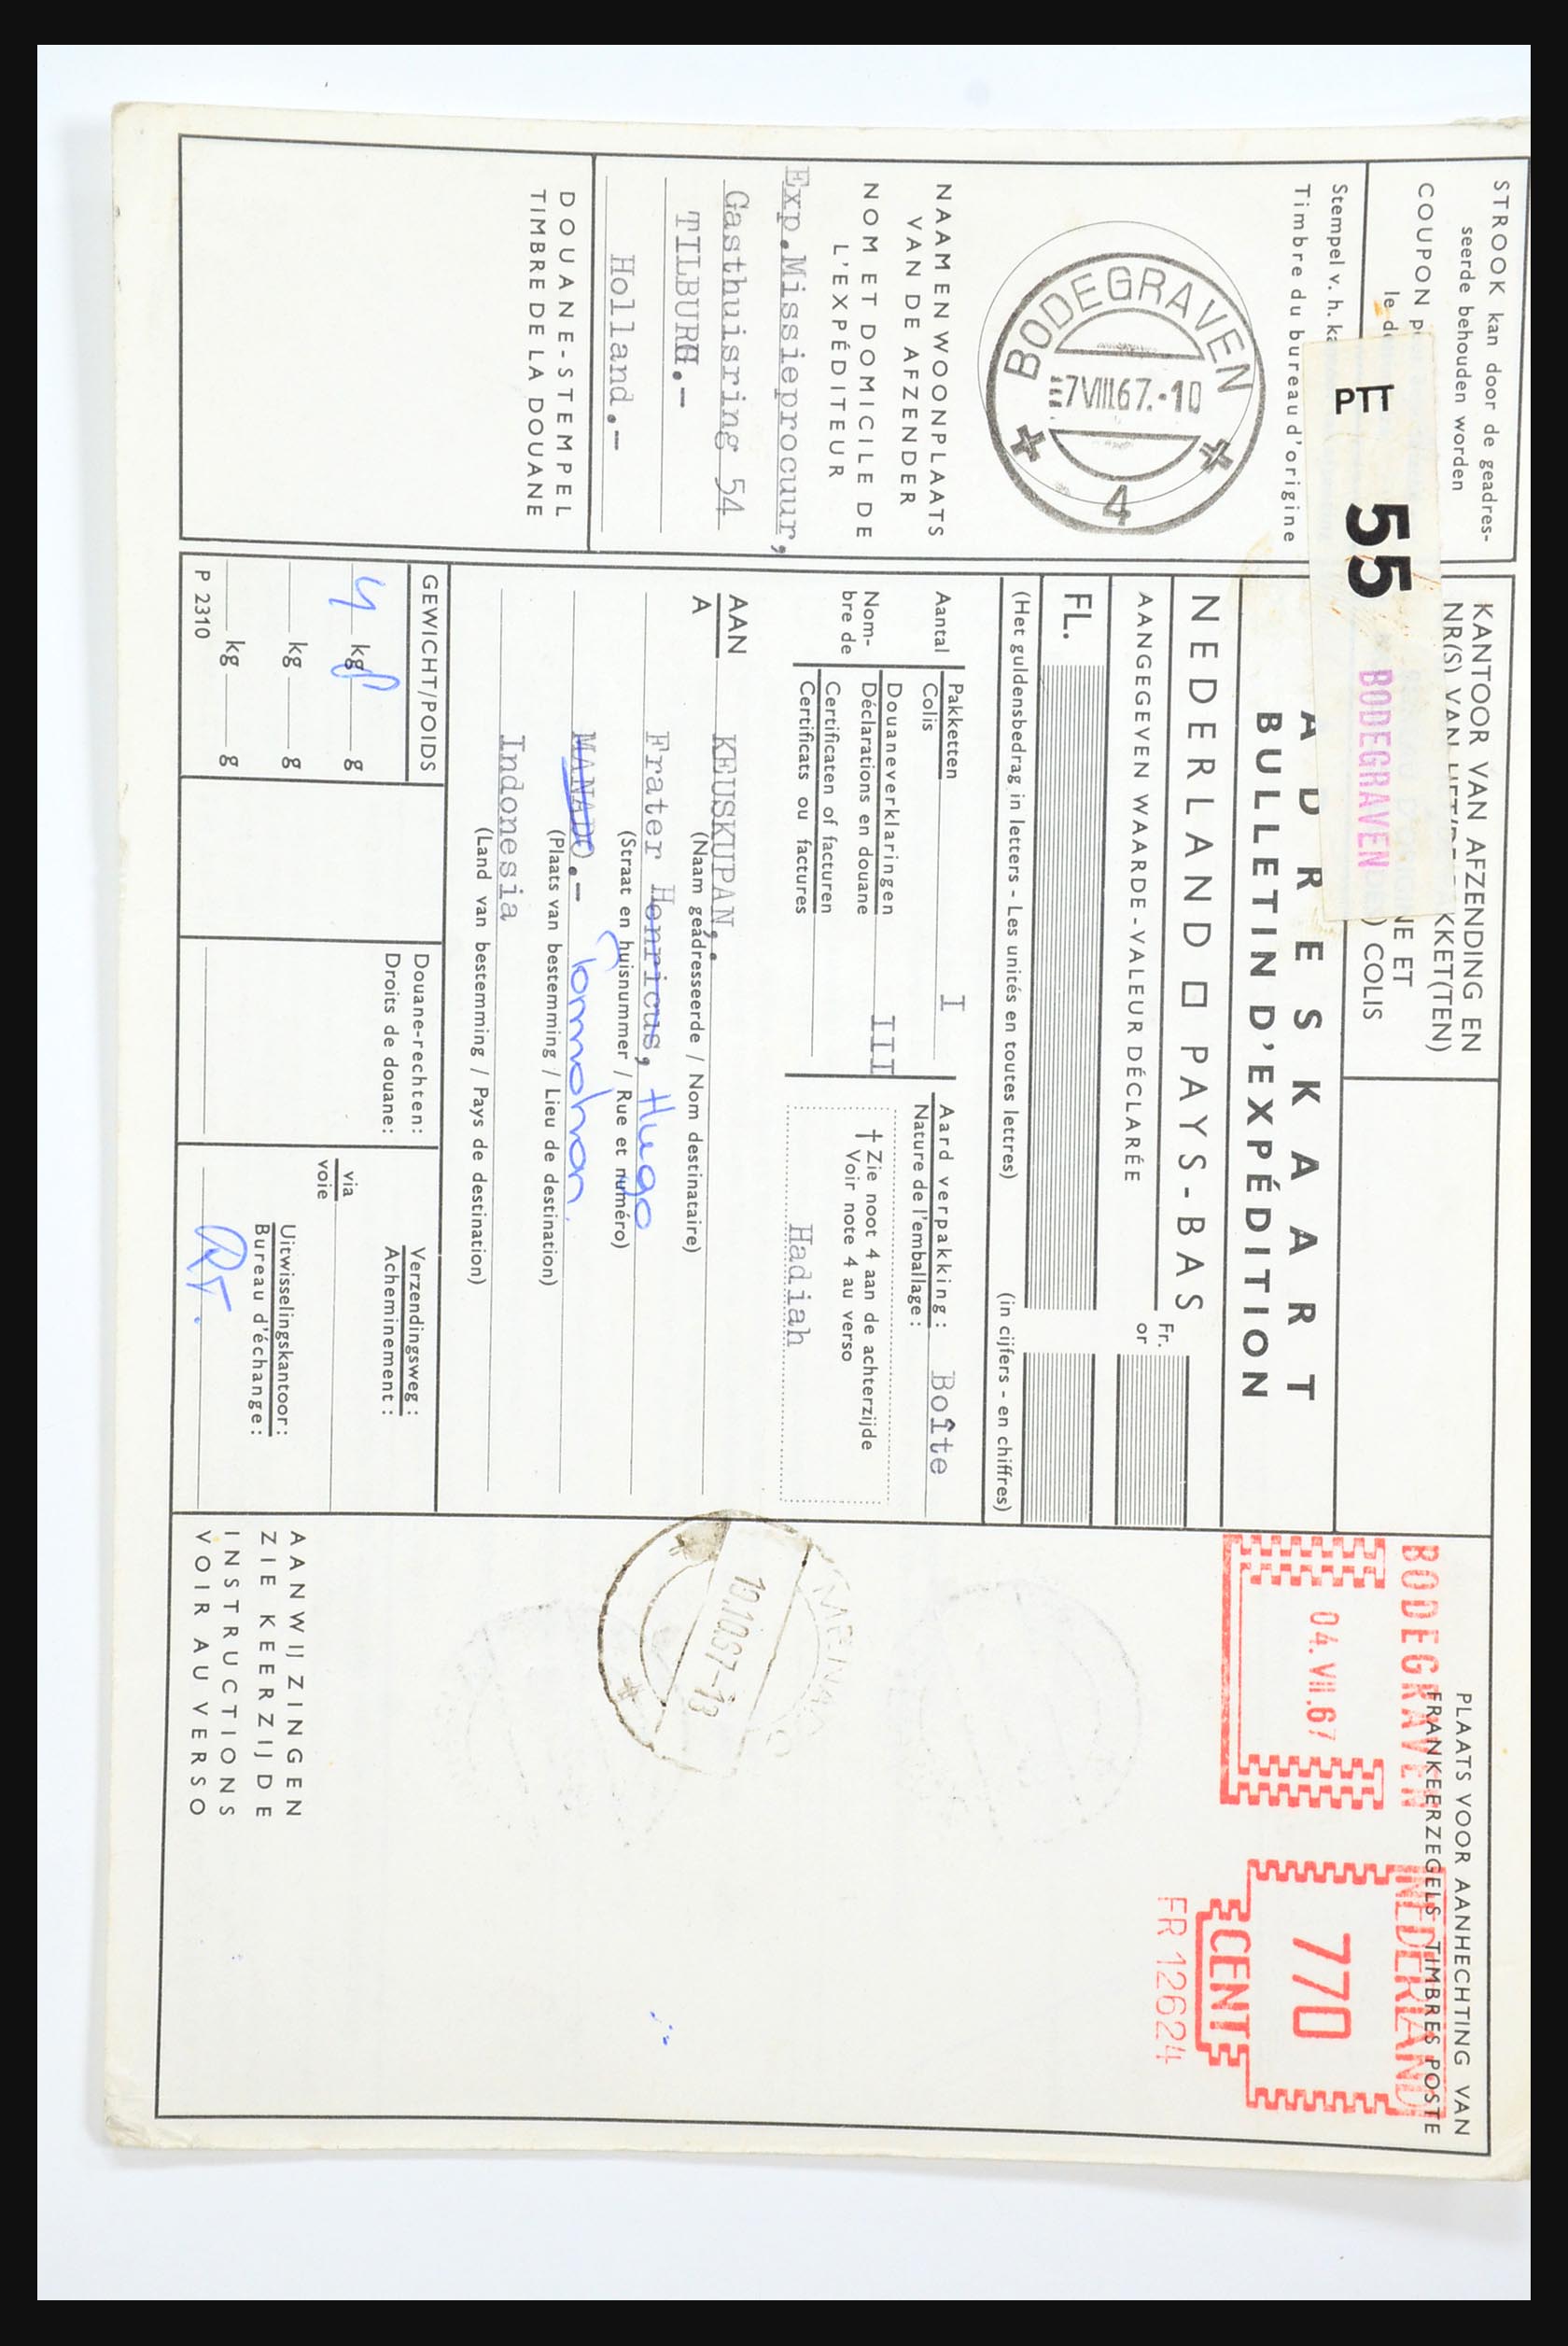 STROOK kan door de geadres-
seerde behouden worden
COUPON
Stempel v. h.
Timbre du bureau d'origine
BODEGRAVEN
7VIII67.-10
4
NAAM EN WOONPLAATS
VAN DE AFZENDER
NOM ET DOMICILE DE
L'EXPÉDITEUR
Exp.Missieprocuur,
Gasthuisring 54
TILBURG.-
Holland.-
DOUANE-STEMPEL
TIMBRE DE LA DOUANE
PTT
55
BODEGRAVEN
KANTOOR VAN AFZENDING EN
NR(S) VAN
ET
COLIS
ADRESKAART
BULLETIN D'EXPÉDITION
NEDERLAND □ PAYS-BAS
AANGEGEVEN WAARDE-VALEUR DÉCLARÉE
Fr.
or
FL.
(Het guldensbedrag in letters - Les unités en toutes lettres)
(in cijfers - en chiffres)
Aantal
Nom-
bre de
Pakketten
Colis
I
Douaneverklaringen
Déclarations en douane
III
Certificaten of facturen
Certificats ou factures
Aard verpakking:
Nature de l'emballage:
Boîte
† Zie noot 4 aan de achterzijde
Voir note 4 au verso
Hadiah
AAN
A
KEUSKUPAN,.
(Naam geadresseerde / Nom destinataire)
Frater Honricus, Hugo
(Straat en huisnummer / Rue et numéro)
MANADO.- Tomohon
(Plaats van bestemming / Lieu de destination)
Indonesia
(Land van bestemming / Pays de destination)
GEWICHT/POIDS
4 kg g
kg g
kg g
P 2310
Douane-rechten:
Droits de douane:
Verzendingsweg:
Acheminement:
via
voie
Uitwisselingskantoor:
Bureau d'échange:
PLAATS VOOR AANHECHTING VAN
FRANKEERZEGELS TIMBRES POSTE
BODEGRAVEN
04.VIII.67
NEDERLAND
770
CENT
FR 12624
10.67-13
AANWIJZINGEN
ZIE KEERZIJDE
INSTRUCTIONS
VOIR AU VERSO